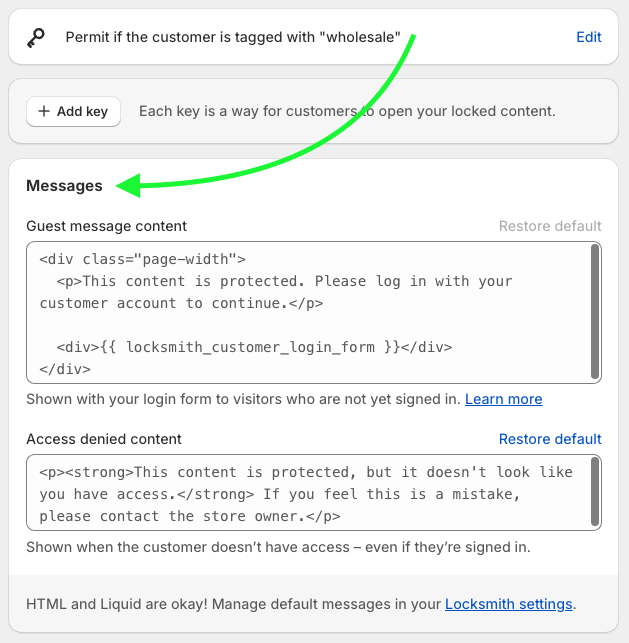 Permit if the customer is tagged with "wholesale"
Edit
+ Add key
Each key is a way for customers to open your locked content.
Messages
Guest message content
Restore default
<div class="page-width">
  <p>This content is protected. Please log in with your
customer account to continue.</p>

  <div>{{ locksmith_customer_login_form }}</div>
</div>
Shown with your login form to visitors who are not yet signed in. Learn more
Access denied content
Restore default
<p><strong>This content is protected, but it doesn't look like
you have access.</strong> If you feel this is a mistake,
please contact the store owner.</p>
Shown when the customer doesn’t have access – even if they’re signed in.
HTML and Liquid are okay! Manage default messages in your Locksmith settings.